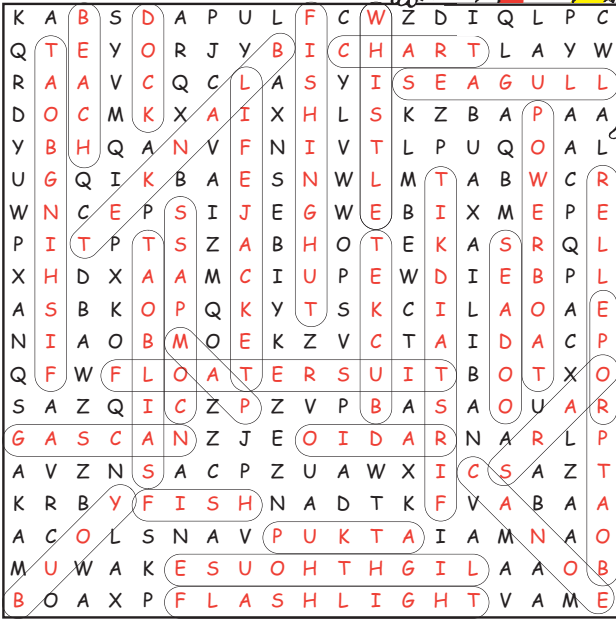 K A B S D A P U L F C W Z D I Q L P C
Q T E Y O R J Y B I C H A R T L A Y W
R A A V C Q C L A S Y I S E A G U L L
D O C M K X A I X H L S K Z B A P A A
Y B H Q A N V F N I V T L P U Q O A L
U G Q I K B A E S N W L M T A B W C R
W N C E P S I J E G W E B I X M E P E
P I T P T S Z A B H O T E K A S R Q L
X H D X A A M C I U P E W D I E B P L
A S B K O P Q K Y T S K C I L A O A E
N I A O B M O E K Z V C T A I D A C P
Q F W F L O A T E R S U I T B O T X O
S A Z Q I C Z P Z V P B A S A O U A R
G A S C A N Z J E O I D A R N A R L P
A V Z N S A C P Z U A W X I C S A Z T
K R B Y F I S H N A D T K F V A B A A
A C O L S N A V P U K T A I A M N A O
M U W A K E S U O H T H G I L A A O B
B O A X P F L A S H L I G H T V A M E